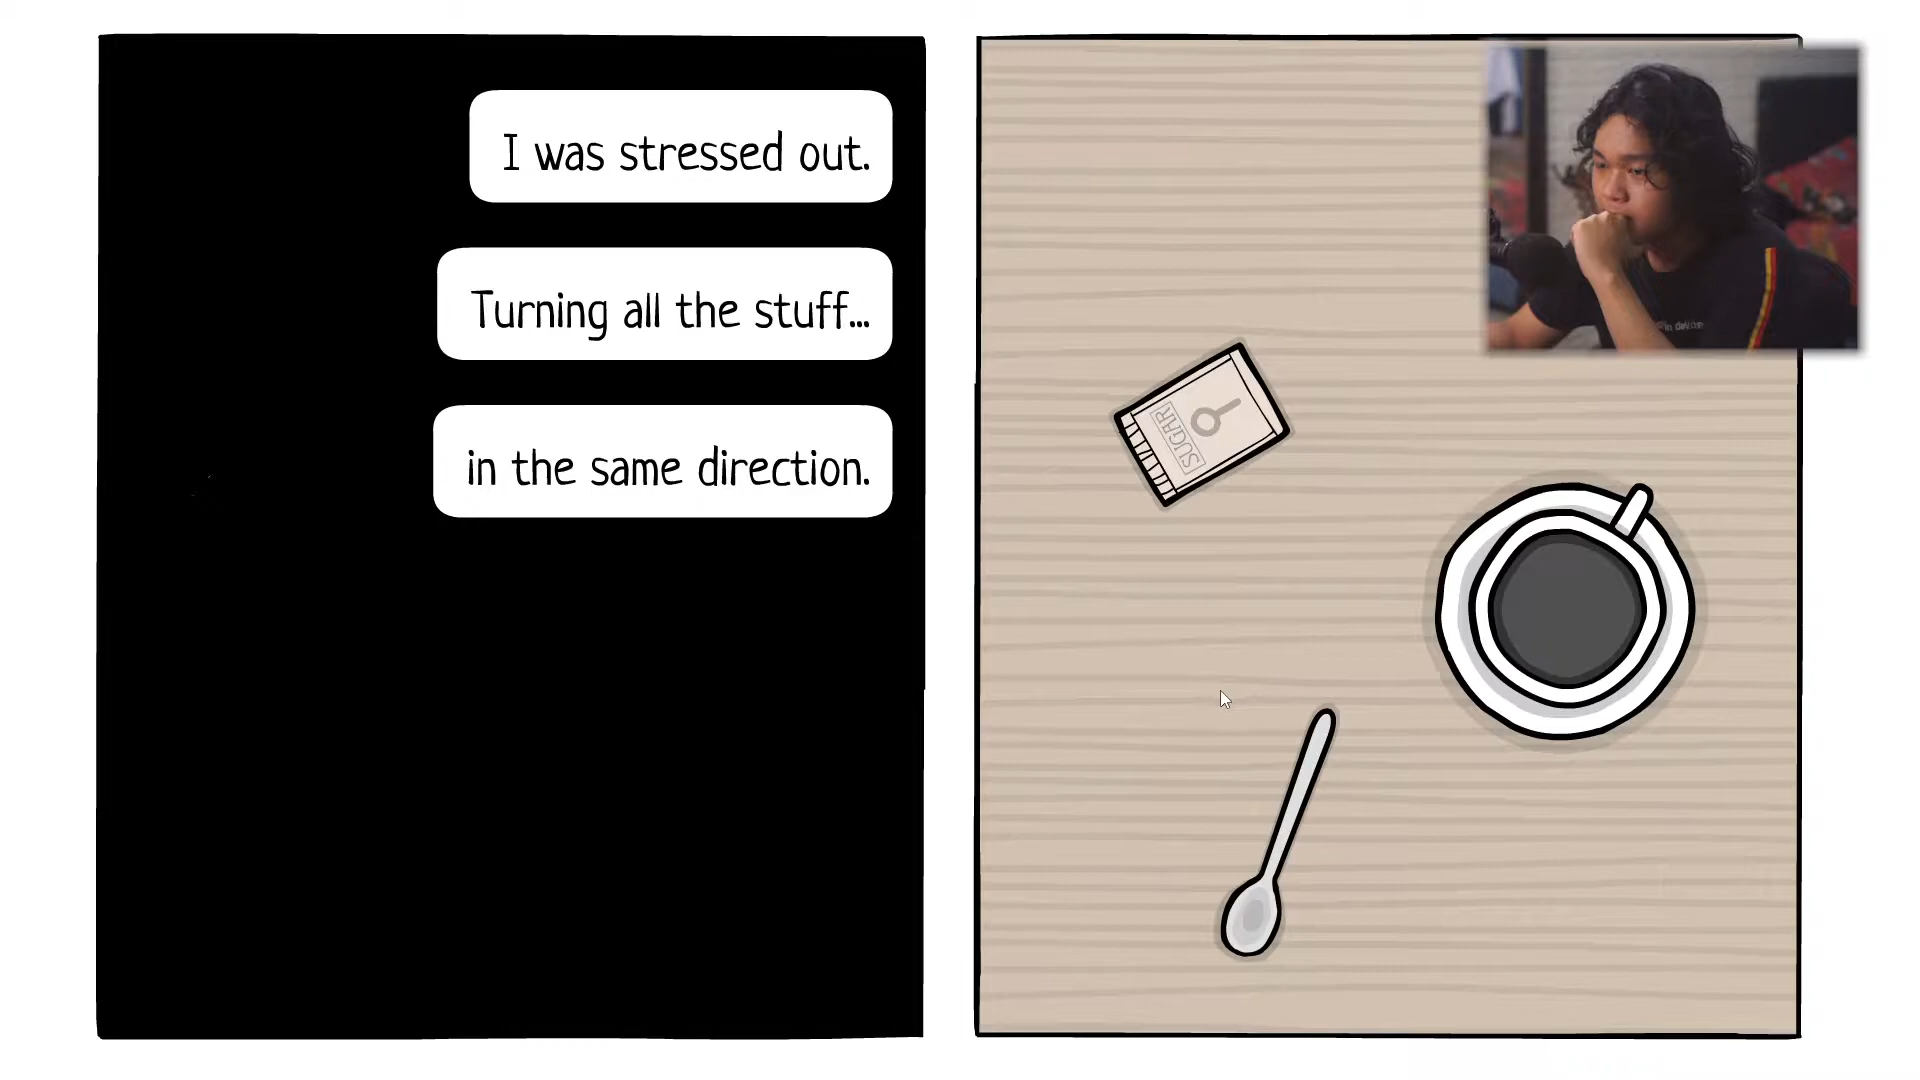 I was stressed out.
Turning all the stuff...
in the same direction.
SUGAR